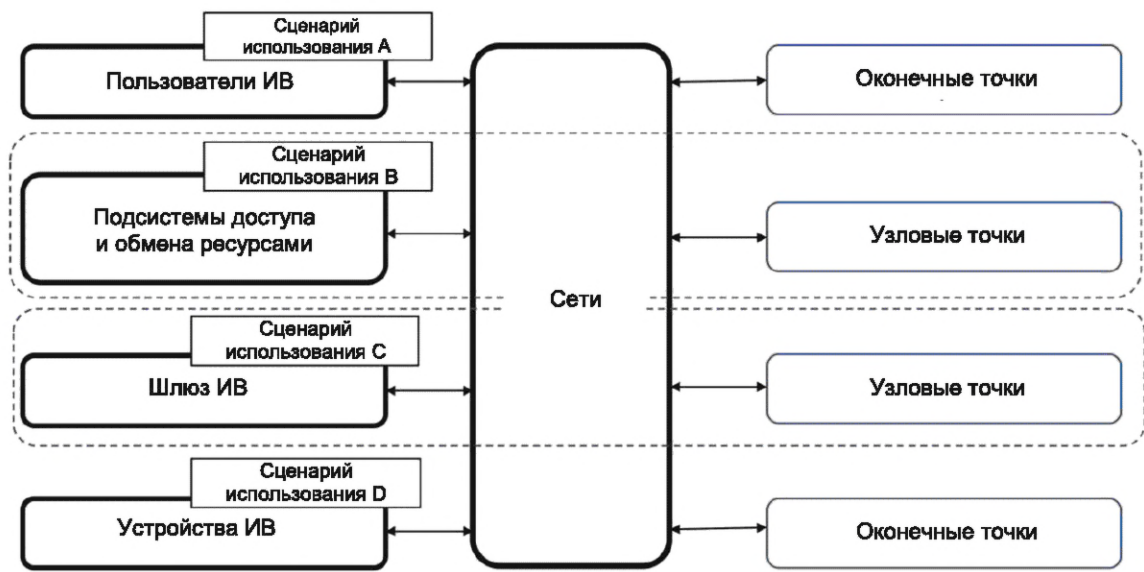 Сценарий
использования A
Пользователи ИВ
Оконечные точки
Сценарий
использования B
Подсистемы доступа
и обмена ресурсами
Узловые точки
Сети
Сценарий
использования C
Шлюз ИВ
Узловые точки
Сценарий
использования D
Устройства ИВ
Оконечные точки